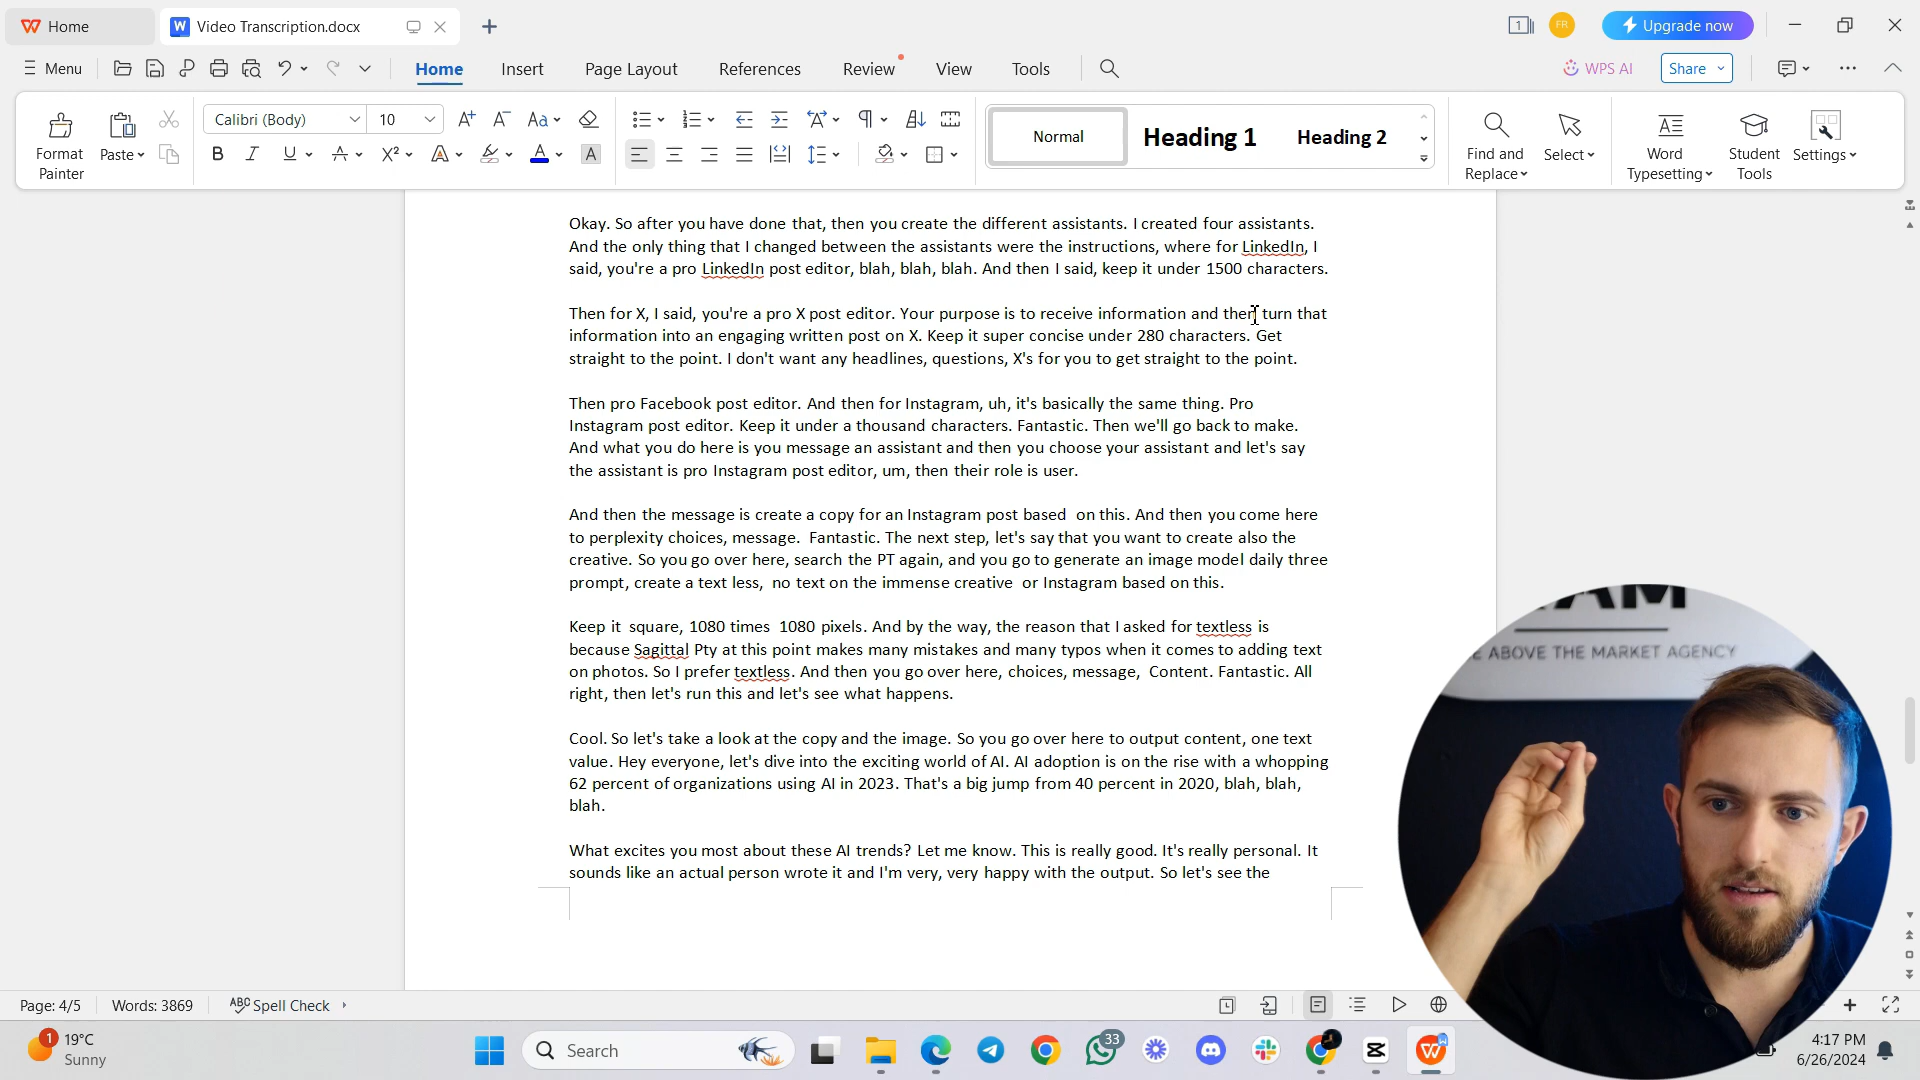 Home
Video Transcription.docx
1
FR
Upgrade now
Menu
Home
Insert
Page Layout
References
Review
View
Tools
WPS AI
Share
Format
Painter
Paste
Calibri (Body)
10
Normal
Heading 1
Heading 2
Find and
Replace
Select
Word
Typesetting
Student
Tools
Settings
Okay. So after you have done that, then you create the different assistants. I created four assistants.
And the only thing that I changed between the assistants were the instructions, where for LinkedIn, I
said, you're a pro LinkedIn post editor, blah, blah, blah. And then I said, keep it under 1500 characters.
Then for X, I said, you're a pro X post editor. Your purpose is to receive information and then turn that
information into an engaging written post on X. Keep it super concise under 280 characters. Get
straight to the point. I don't want any headlines, questions, X's for you to get straight to the point.
Then pro Facebook post editor. And then for Instagram, uh, it's basically the same thing. Pro
Instagram post editor. Keep it under a thousand characters. Fantastic. Then we'll go back to make.
And what you do here is you message an assistant and then you choose your assistant and let's say
the assistant is pro Instagram post editor, um, then their role is user.
And then the message is create a copy for an Instagram post based  on this. And then you come here
to perplexity choices, message.  Fantastic. The next step, let's say that you want to create also the
creative. So you go over here, search the PT again, and you go to generate an image model daily three
prompt, create a text less,  no text on the immense creative  or Instagram based on this.
Keep it  square, 1080 times  1080 pixels. And by the way, the reason that I asked for textless is
because Sagittal Pty at this point makes many mistakes and many typos when it comes to adding text
on photos. So I prefer textless. And then you go over here, choices, message,  Content. Fantastic. All
right, then let's run this and let's see what happens.
Cool. So let's take a look at the copy and the image. So you go over here to output content, one text
value. Hey everyone, let's dive into the exciting world of AI. AI adoption is on the rise with a whopping
62 percent of organizations using AI in 2023. That's a big jump from 40 percent in 2020, blah, blah,
blah.
What excites you most about these AI trends? Let me know. This is really good. It's really personal. It
sounds like an actual person wrote it and I'm very, very happy with the output. So let's see the
ABOVE THE MARKET AGENCY
Page: 4/5
Words: 3869
Spell Check
1
19°C
Sunny
Search
33
4:17 PM
6/26/2024